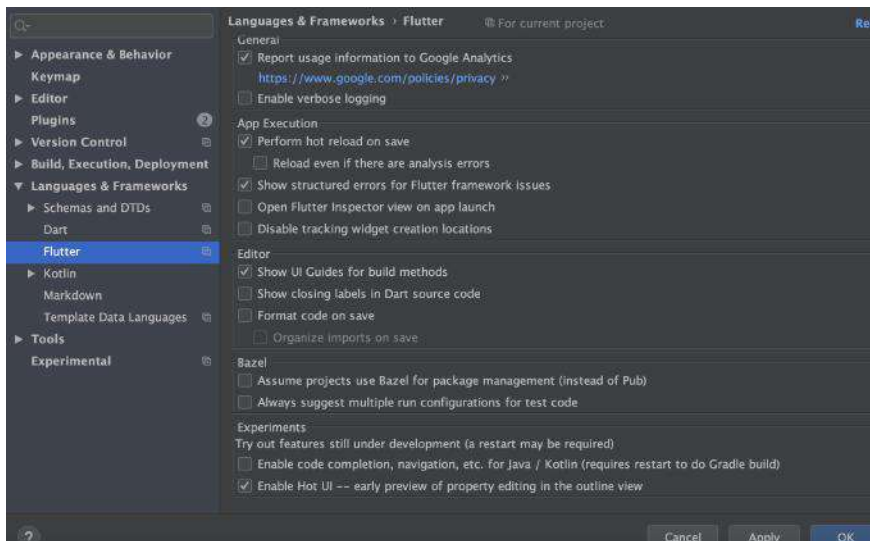 Languages & Frameworks › Flutter For current project Re
Appearance & Behavior
Keymap
Editor
Plugins 2
Version Control
Build, Execution, Deployment
Languages & Frameworks
Schemas and DTDs
Dart
Flutter
Kotlin
Markdown
Template Data Languages
Tools
Experimental
General
Report usage information to Google Analytics
https://www.google.com/policies/privacy
Enable verbose logging
App Execution
Perform hot reload on save
Reload even if there are analysis errors
Show structured errors for Flutter framework issues
Open Flutter Inspector view on app launch
Disable tracking widget creation locations
Editor
Show UI Guides for build methods
Show closing labels in Dart source code
Format code on save
Organize imports on save
Bazel
Assume projects use Bazel for package management (instead of Pub)
Always suggest multiple run configurations for test code
Experiments
Try out features still under development (a restart may be required)
Enable code completion, navigation, etc. for Java / Kotlin (requires restart to do Gradle build)
Enable Hot UI -- early preview of property editing in the outline view
? Cancel Apply OK